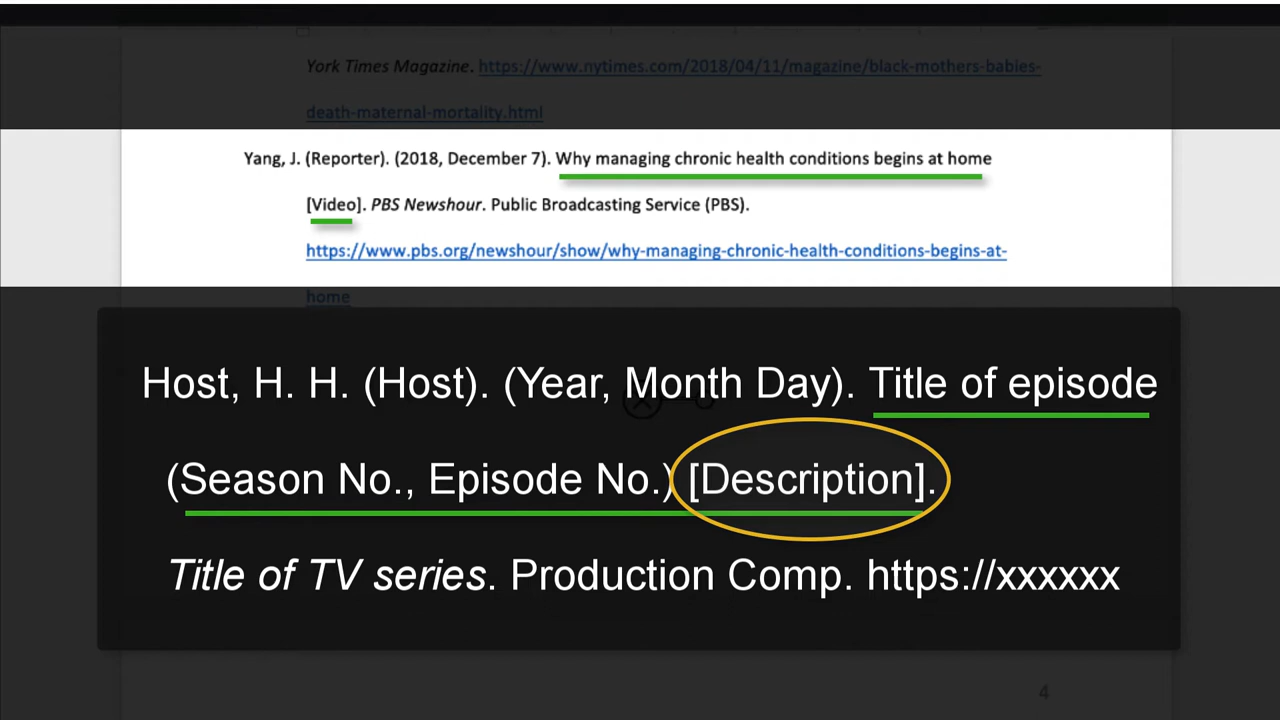 York Times Magazine. https://www.nytimes.com/2018/04/11/magazine/black-mothers-babies-
death-maternal-mortality.html
Yang, J. (Reporter). (2018, December 7). Why managing chronic health conditions begins at home
[Video]. PBS Newshour. Public Broadcasting Service (PBS).
https://www.pbs.org/newshour/show/why-managing-chronic-health-conditions-begins-at-
home
Host, H. H. (Host). (Year, Month Day). Title of episode
(Season No., Episode No.) [Description].
Title of TV series. Production Comp. https://xxxxxx
4